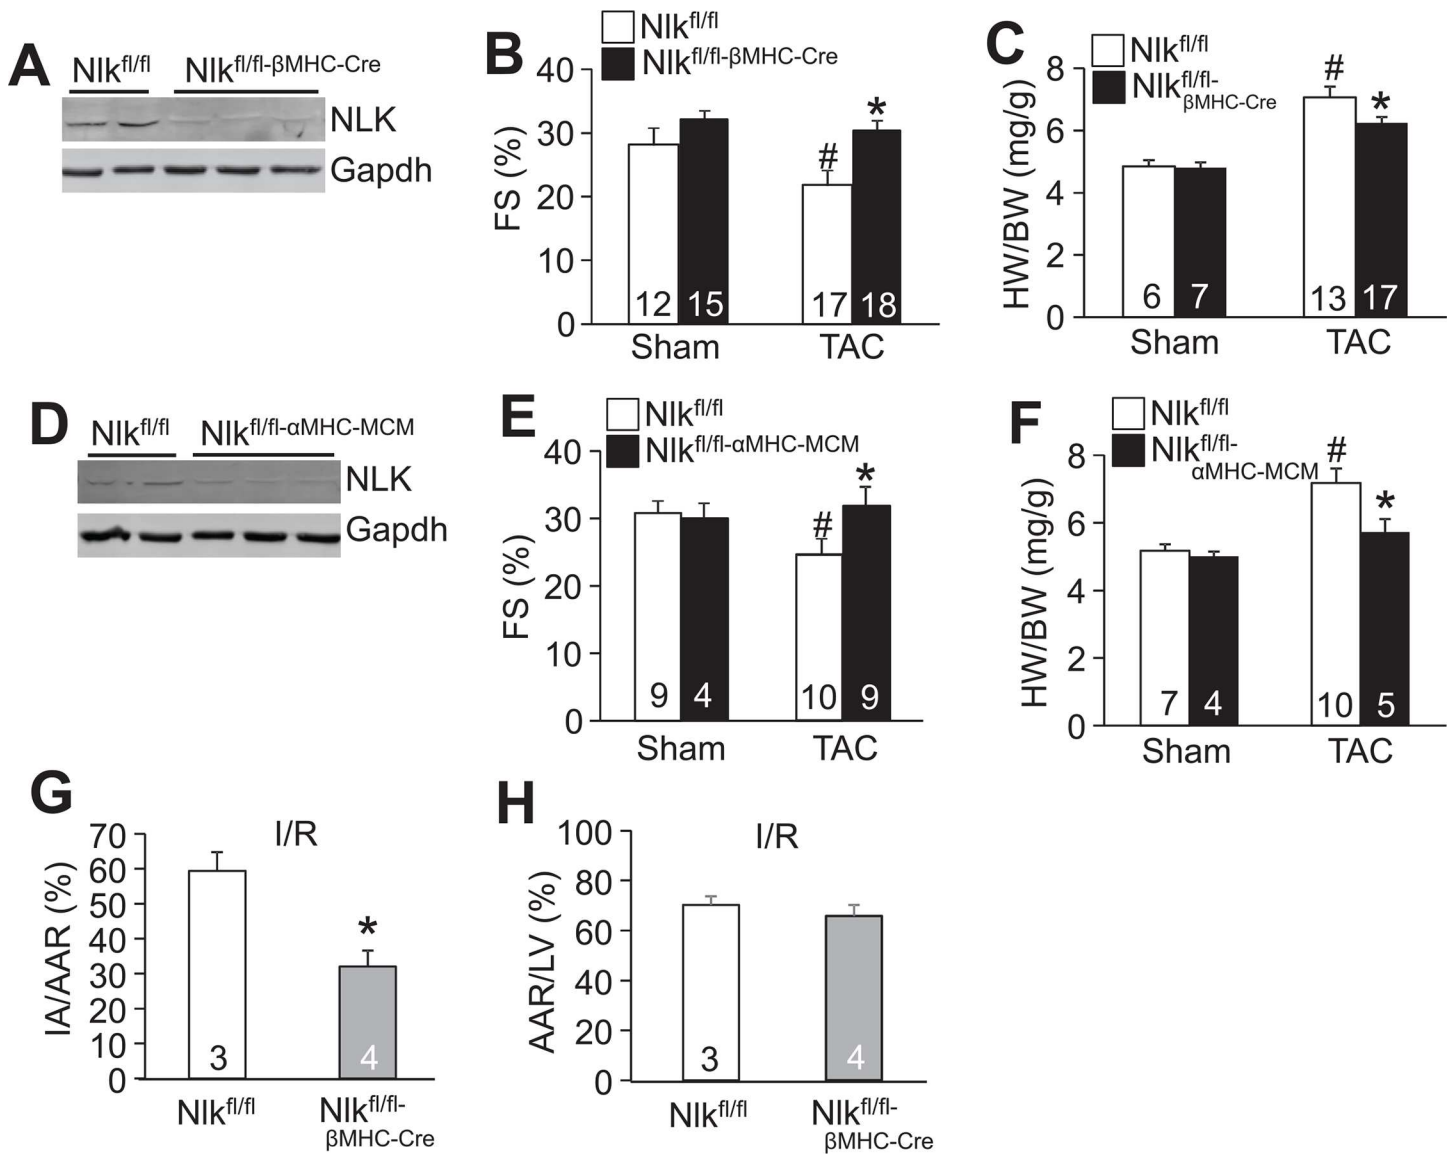 A
Nlkfl/fl Nlkfl/fl-βMHC-Cre
NLK
Gapdh
B
Nlkfl/fl
Nlkfl/fl-βMHC-Cre
FS (%)
40
30
20
10
0
#
*
12 15 17 18
Sham TAC
C
Nlkfl/fl
Nlkfl/fl-
βMHC-Cre
HW/BW (mg/g)
8
6
4
2
0
#
*
6 7 13 17
Sham TAC
D
Nlkfl/fl Nlkfl/fl-αMHC-MCM
NLK
Gapdh
E
Nlkfl/fl
Nlkfl/fl-αMHC-MCM
FS (%)
40
30
20
10
0
#
*
9 4 10 9
Sham TAC
F
Nlkfl/fl
Nlkfl/fl-
αMHC-MCM
HW/BW (mg/g)
8
6
4
2
0
#
*
7 4 10 5
Sham TAC
G
I/R
IA/AAR (%)
70
60
50
40
30
20
10
0
*
3 4
Nlkfl/fl Nlkfl/fl-
βMHC-Cre
H
I/R
AAR/LV (%)
100
80
60
40
20
0
3 4
Nlkfl/fl Nlkfl/fl-
βMHC-Cre